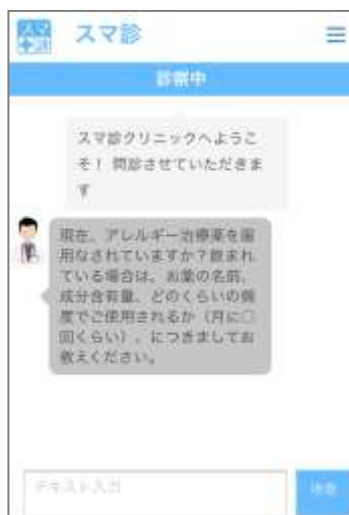 スマ診
スマ診
診察中
スマ診クリニックへようこ
そ! 問診させていただきま
す
現在、アレルギー治療薬を服
用なされていますか?飲まれ
ている場合は、お薬の名前、
成分含有量、どのくらいの頻
度でご使用されるか(月に〇
回くらい)、につきましてお
教えください。
テキスト入力
送信